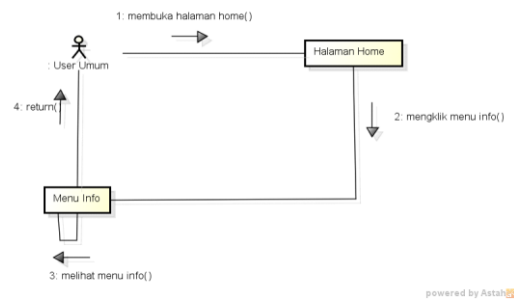 1: membuka halaman home()
: User Umum
Halaman Home
4: return()
2: mengklik menu info()
Menu Info
3: melihat menu info()
powered by Astah